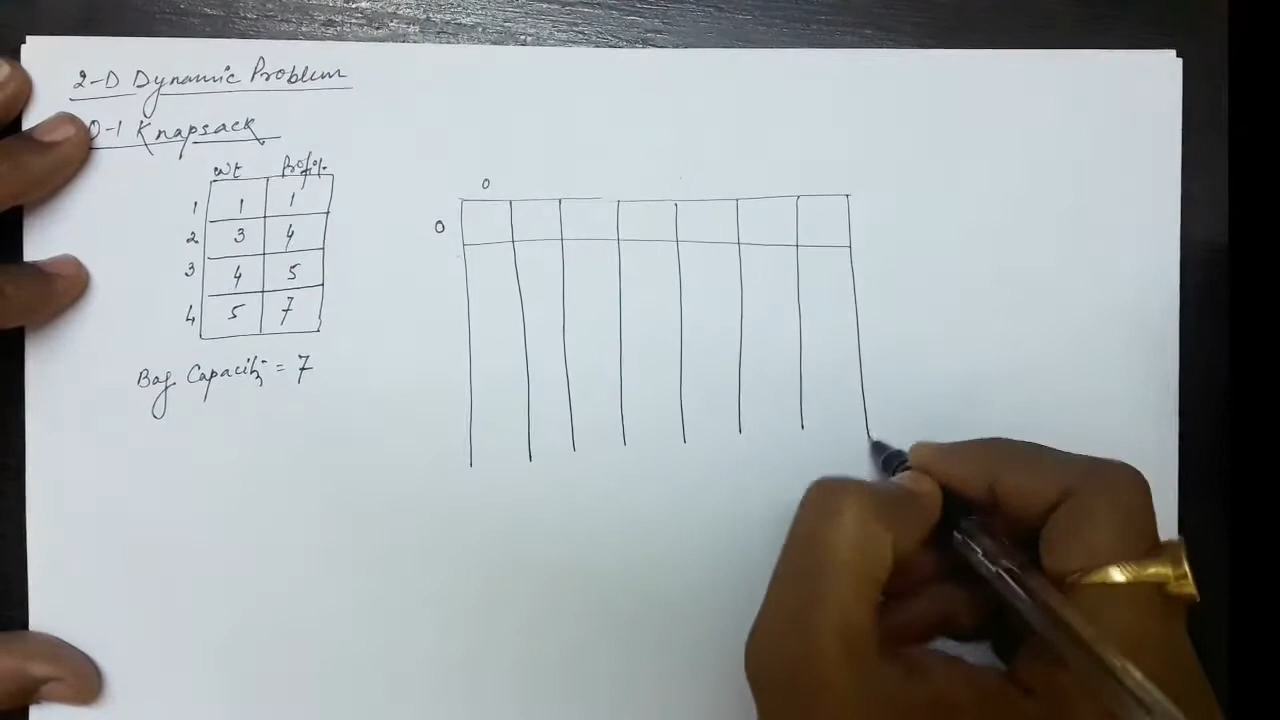 2-D Dynamic Problem
0-1 Knapsack
Wt Profit
1 1 1
2 3 4
3 4 5
4 5 7
Bag Capacity = 7
0
0